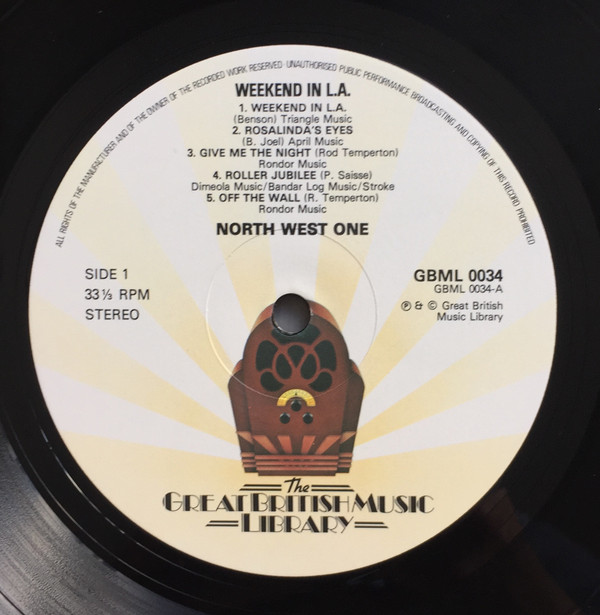 ALL RIGHTS OF THE MANUFACTURER AND OF THE OWNER OF THE RECORDED WORK RESERVED · UNAUTHORISED PUBLIC PERFORMANCE BROADCASTING AND COPYING OF THIS RECORD PROHIBITED
WEEKEND IN L.A.
1. WEEKEND IN L.A.
(Benson) Triangle Music
2. ROSALINDA'S EYES
(B. Joel) April Music
3. GIVE ME THE NIGHT (Rod Temperton)
Rondor Music
4. ROLLER JUBILEE (P. Saisse)
Dimeola Music/Bandar Log Music/Stroke
5. OFF THE WALL (R. Temperton)
Rondor Music
NORTH WEST ONE
SIDE 1
33⅓ RPM
STEREO
GBML 0034
GBML 0034-A
℗ & © Great British
Music Library
The
GREAT BRITISH MUSIC
LIBRARY